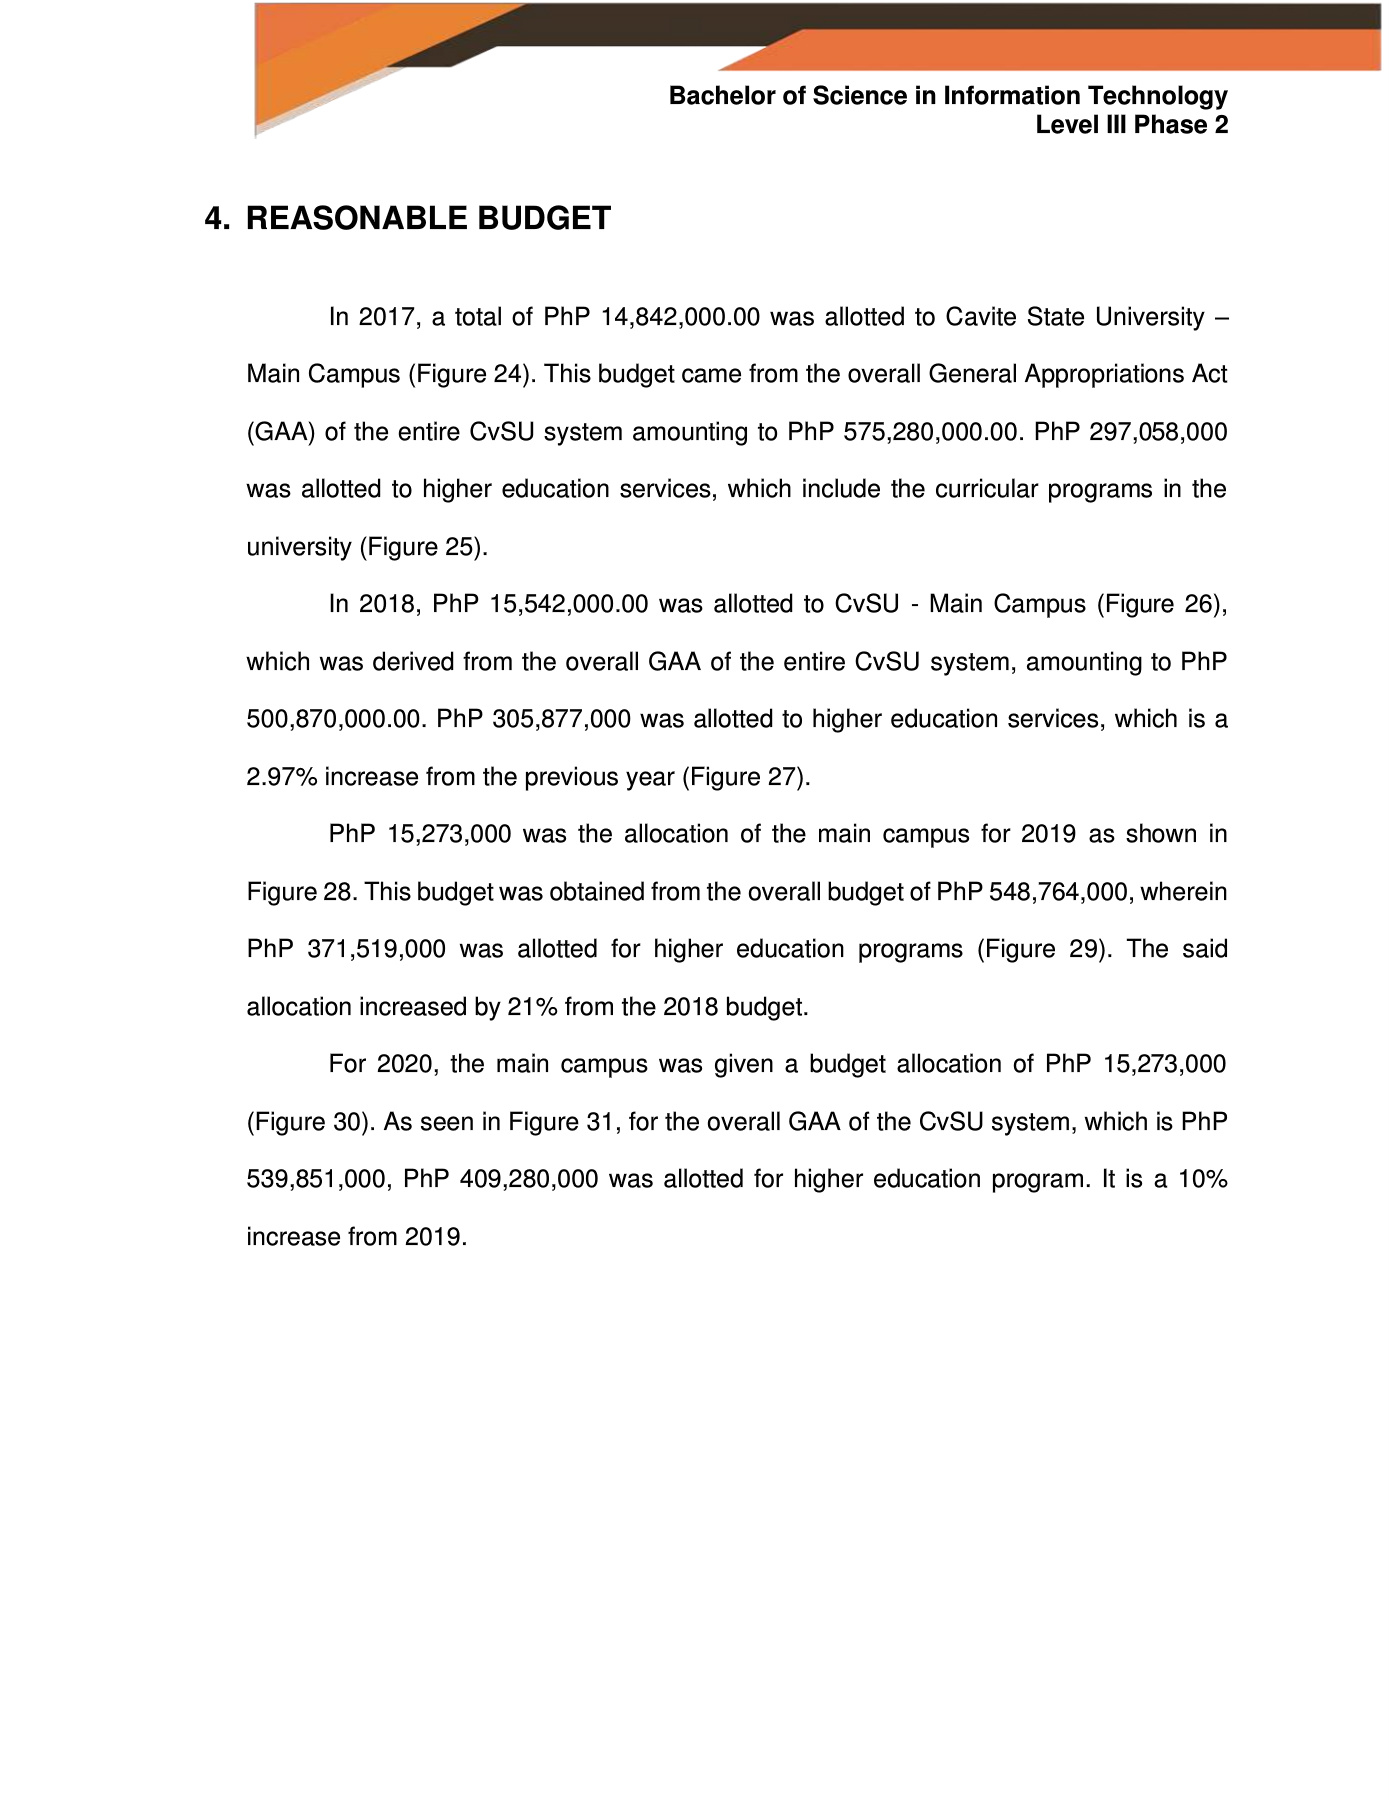 Bachelor of Science in Information Technology
Level III Phase 2
4. REASONABLE BUDGET
In 2017, a total of PhP 14,842,000.00 was allotted to Cavite State University –
Main Campus (Figure 24). This budget came from the overall General Appropriations Act
(GAA) of the entire CvSU system amounting to PhP 575,280,000.00. PhP 297,058,000
was allotted to higher education services, which include the curricular programs in the
university (Figure 25).
In 2018, PhP 15,542,000.00 was allotted to CvSU - Main Campus (Figure 26),
which was derived from the overall GAA of the entire CvSU system, amounting to PhP
500,870,000.00. PhP 305,877,000 was allotted to higher education services, which is a
2.97% increase from the previous year (Figure 27).
PhP 15,273,000 was the allocation of the main campus for 2019 as shown in
Figure 28. This budget was obtained from the overall budget of PhP 548,764,000, wherein
PhP 371,519,000 was allotted for higher education programs (Figure 29). The said
allocation increased by 21% from the 2018 budget.
For 2020, the main campus was given a budget allocation of PhP 15,273,000
(Figure 30). As seen in Figure 31, for the overall GAA of the CvSU system, which is PhP
539,851,000, PhP 409,280,000 was allotted for higher education program. It is a 10%
increase from 2019.